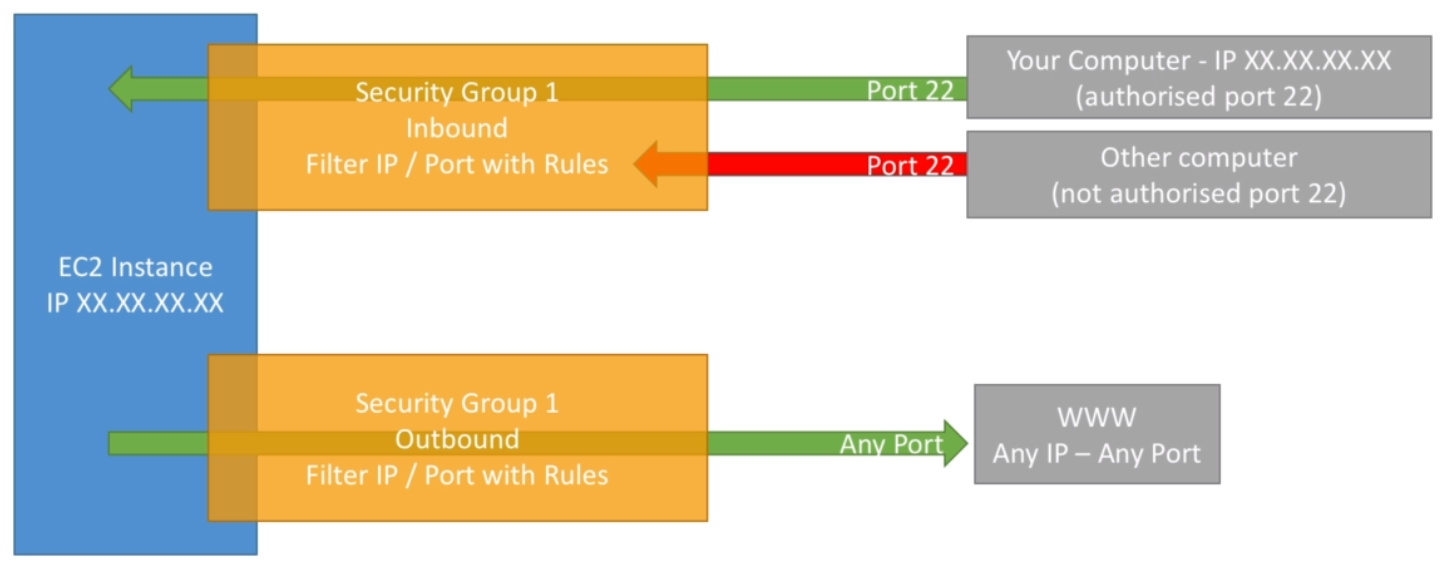 Your Computer - IP XX.XX.XX.XX
(authorised port 22)
Port 22
Security Group 1
Inbound
Filter IP / Port with Rules
Port 22
Other computer
(not authorised port 22)
EC2 Instance
IP XX.XX.XX.XX
Security Group 1
Outbound
Filter IP / Port with Rules
Any Port
WWW
Any IP – Any Port